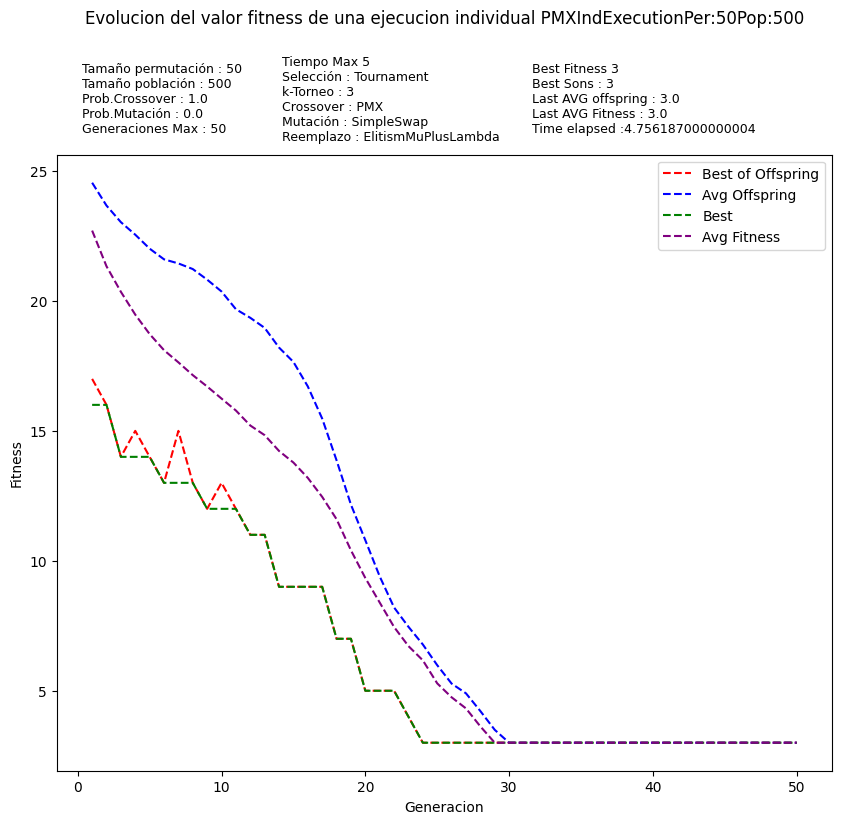 Evolucion del valor fitness de una ejecucion individual PMXIndExecutionPer:50Pop:500
Tamaño permutación : 50
Tamaño población : 500
Prob.Crossover : 1.0
Prob.Mutación : 0.0
Generaciones Max : 50
Tiempo Max 5
Selección : Tournament
k-Torneo : 3
Crossover : PMX
Mutación : SimpleSwap
Reemplazo : ElitismMuPlusLambda
Best Fitness 3
Best Sons : 3
Last AVG offspring : 3.0
Last AVG Fitness : 3.0
Time elapsed :4.756187000000004
Best of Offspring
Avg Offspring
Best
Avg Fitness
Fitness
25
20
15
10
5
0
10
20
30
40
50
Generacion